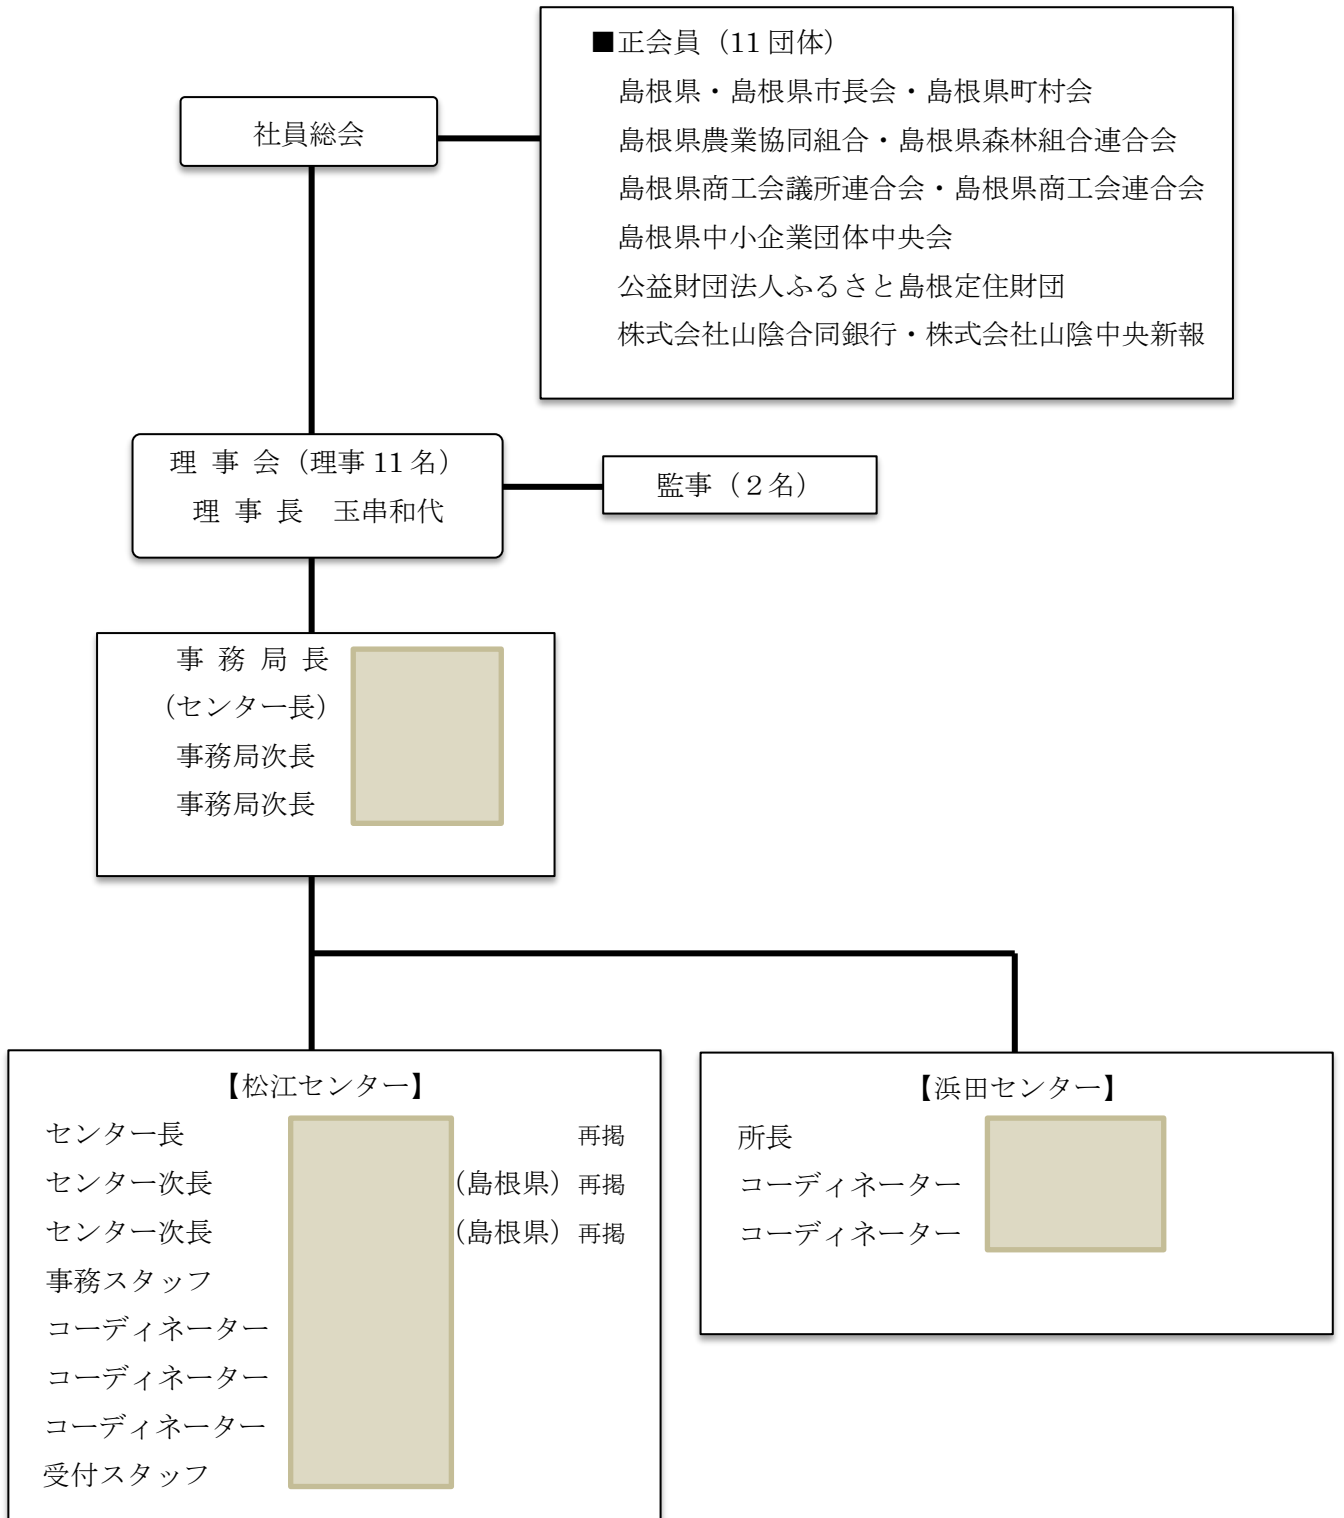 ■正会員（11 団体）
島根県・島根県市長会・島根県町村会
社員総会
島根県農業協同組合・島根県森林組合連合会
島根県商工会議所連合会・島根県商工会連合会
島根県中小企業団体中央会
公益財団法人ふるさと島根定住財団
株式会社山陰合同銀行・株式会社山陰中央新報
理 事 会（理事 11 名）
理 事 長　玉串和代
監事（２名）
事 務 局 長
（センター長）
事務局次長
事務局次長
【松江センター】
センター長 再掲
センター次長 （島根県）再掲
センター次長 （島根県）再掲
事務スタッフ
コーディネーター
コーディネーター
コーディネーター
受付スタッフ
【浜田センター】
所長
コーディネーター
コーディネーター